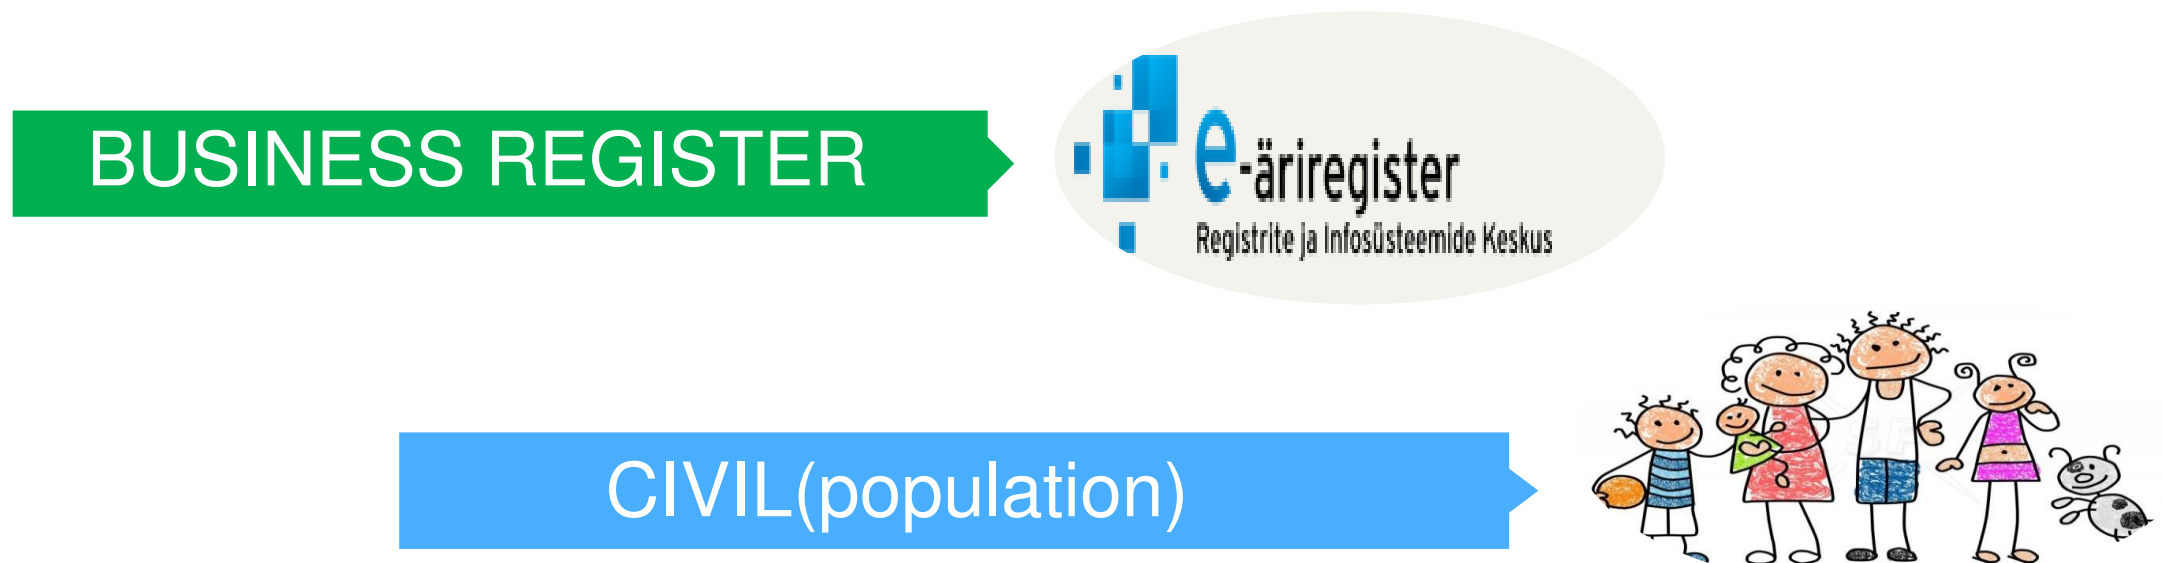 BUSINESS REGISTER
e-äriregister
Registrite ja Infosüsteemide Keskus
CIVIL(population)